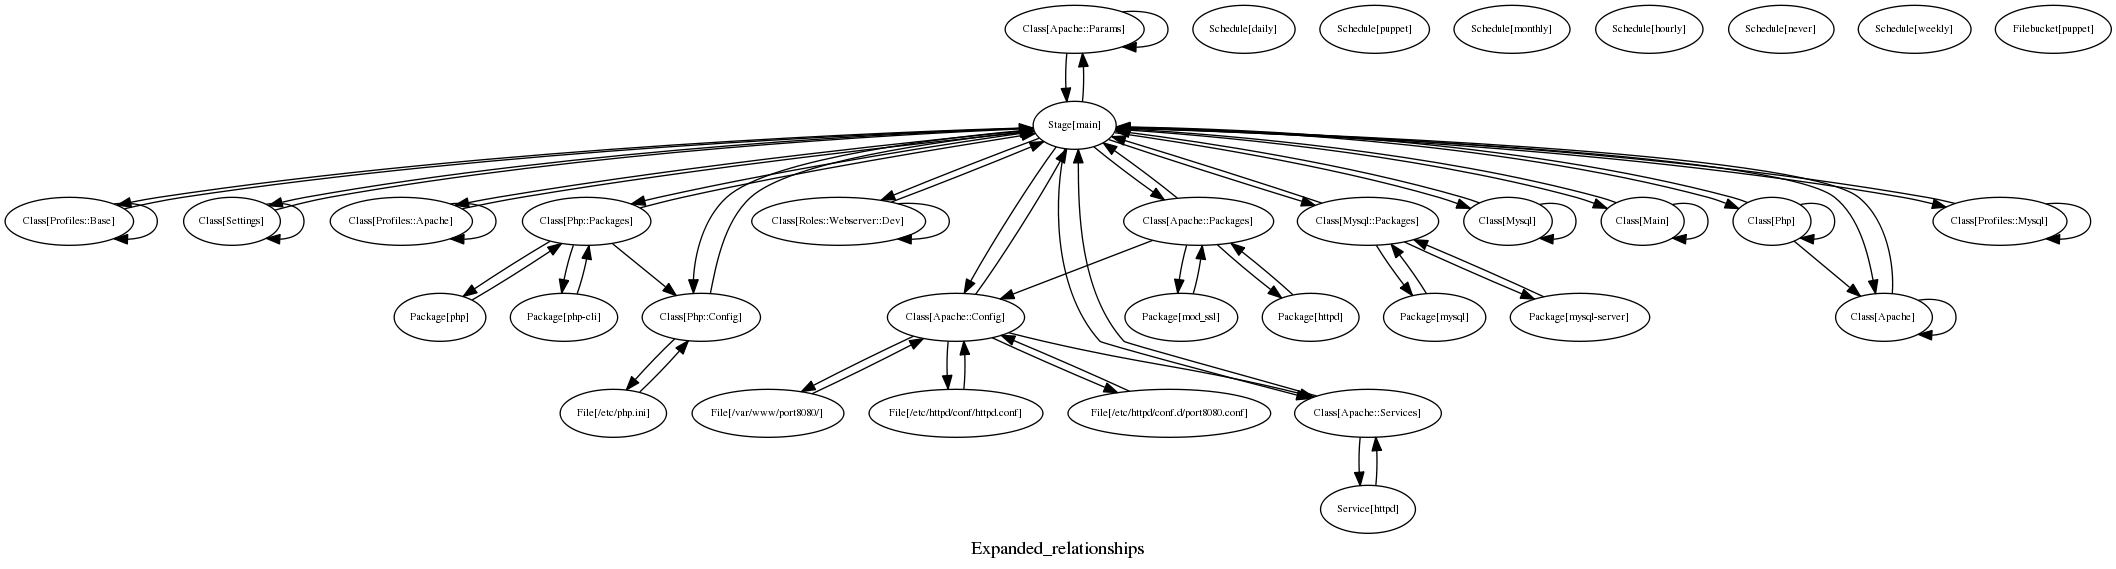 Class[Apache::Params]
Schedule[daily]
Schedule[puppet]
Schedule[monthly]
Schedule[hourly]
Schedule[never]
Schedule[weekly]
Filebucket[puppet]
Stage[main]
Class[Profiles::Base]
Class[Settings]
Class[Profiles::Apache]
Class[Php::Packages]
Class[Roles::Webserver::Dev]
Class[Apache::Packages]
Class[Mysql::Packages]
Class[Mysql]
Class[Main]
Class[Php]
Class[Profiles::Mysql]
Package[php]
Package[php-cli]
Class[Php::Config]
Class[Apache::Config]
Package[mod_ssl]
Package[httpd]
Package[mysql]
Package[mysql-server]
Class[Apache]
File[/etc/php.ini]
File[/var/www/port8080/]
File[/etc/httpd/conf/httpd.conf]
File[/etc/httpd/conf.d/port8080.conf]
Class[Apache::Services]
Service[httpd]
Expanded_relationships